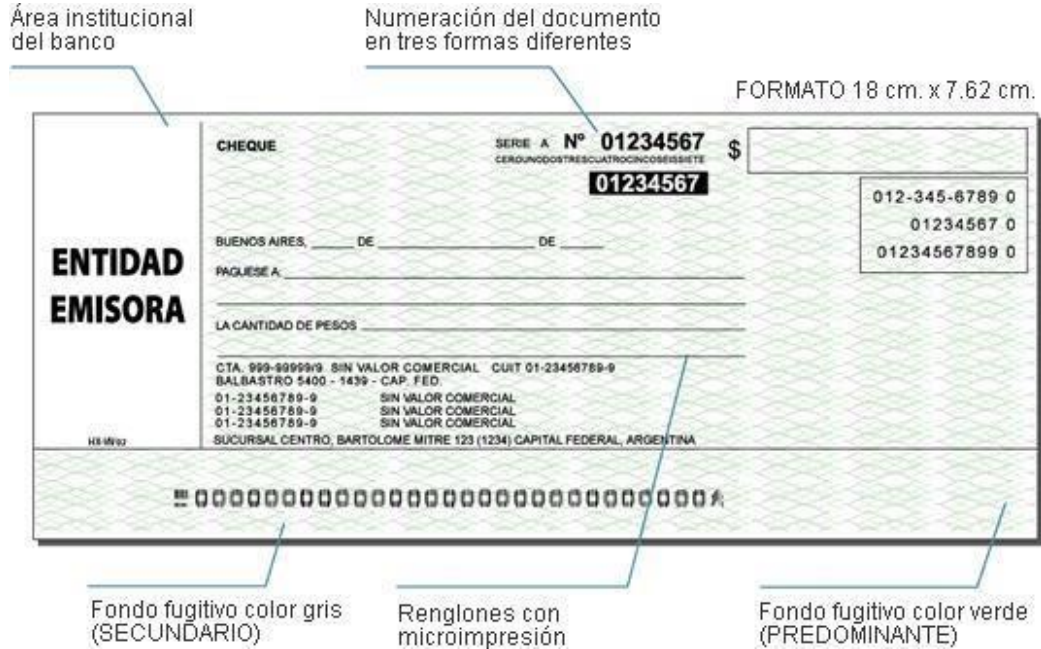 Área institucional
del banco
Numeración del documento
en tres formas diferentes
FORMATO 18 cm. x 7.62 cm.
CHEQUE
SERIE A Nº 01234567
CEROUNODOSTRESCUATROCINCOSEISSIETE
01234567
$
012-345-6789 0
01234567 0
01234567899 0
ENTIDAD
EMISORA
BUENOS AIRES, ______ DE ____________________ DE ______
PAGUESE A
LA CANTIDAD DE PESOS
CTA. 999-99999/9 SIN VALOR COMERCIAL CUIT 01-23456789-9
BALBASTRO 5400 - 1439 - CAP. FED.
01-23456789-9 SIN VALOR COMERCIAL
01-23456789-9 SIN VALOR COMERCIAL
01-23456789-9 SIN VALOR COMERCIAL
SUCURSAL CENTRO, BARTOLOME MITRE 123 (1234) CAPITAL FEDERAL, ARGENTINA
Fondo fugitivo color gris
(SECUNDARIO)
Renglones con
microimpresión
Fondo fugitivo color verde
(PREDOMINANTE)